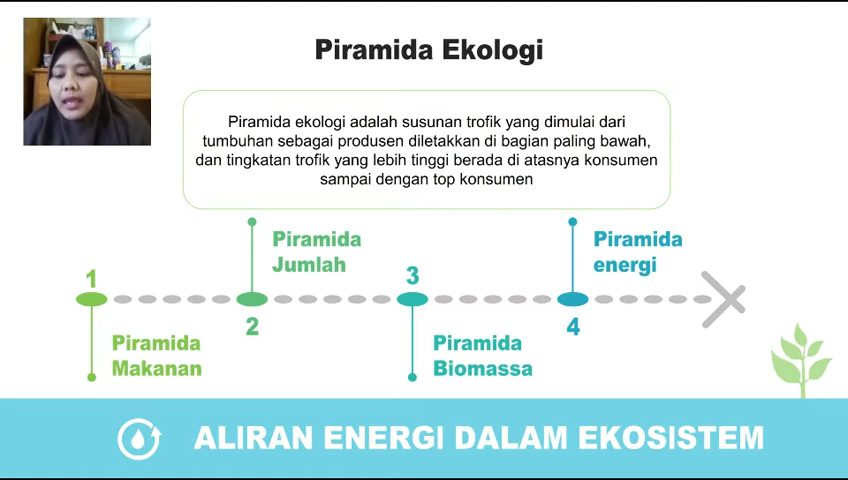 Piramida Ekologi
Piramida ekologi adalah susunan trofik yang dimulai dari
tumbuhan sebagai produsen diletakkan di bagian paling bawah,
dan tingkatan trofik yang lebih tinggi berada di atasnya konsumen
sampai dengan top konsumen
1
Piramida
Makanan
Piramida
Jumlah
2
3
Piramida
Biomassa
Piramida
energi
4
ALIRAN ENERGI DALAM EKOSISTEM